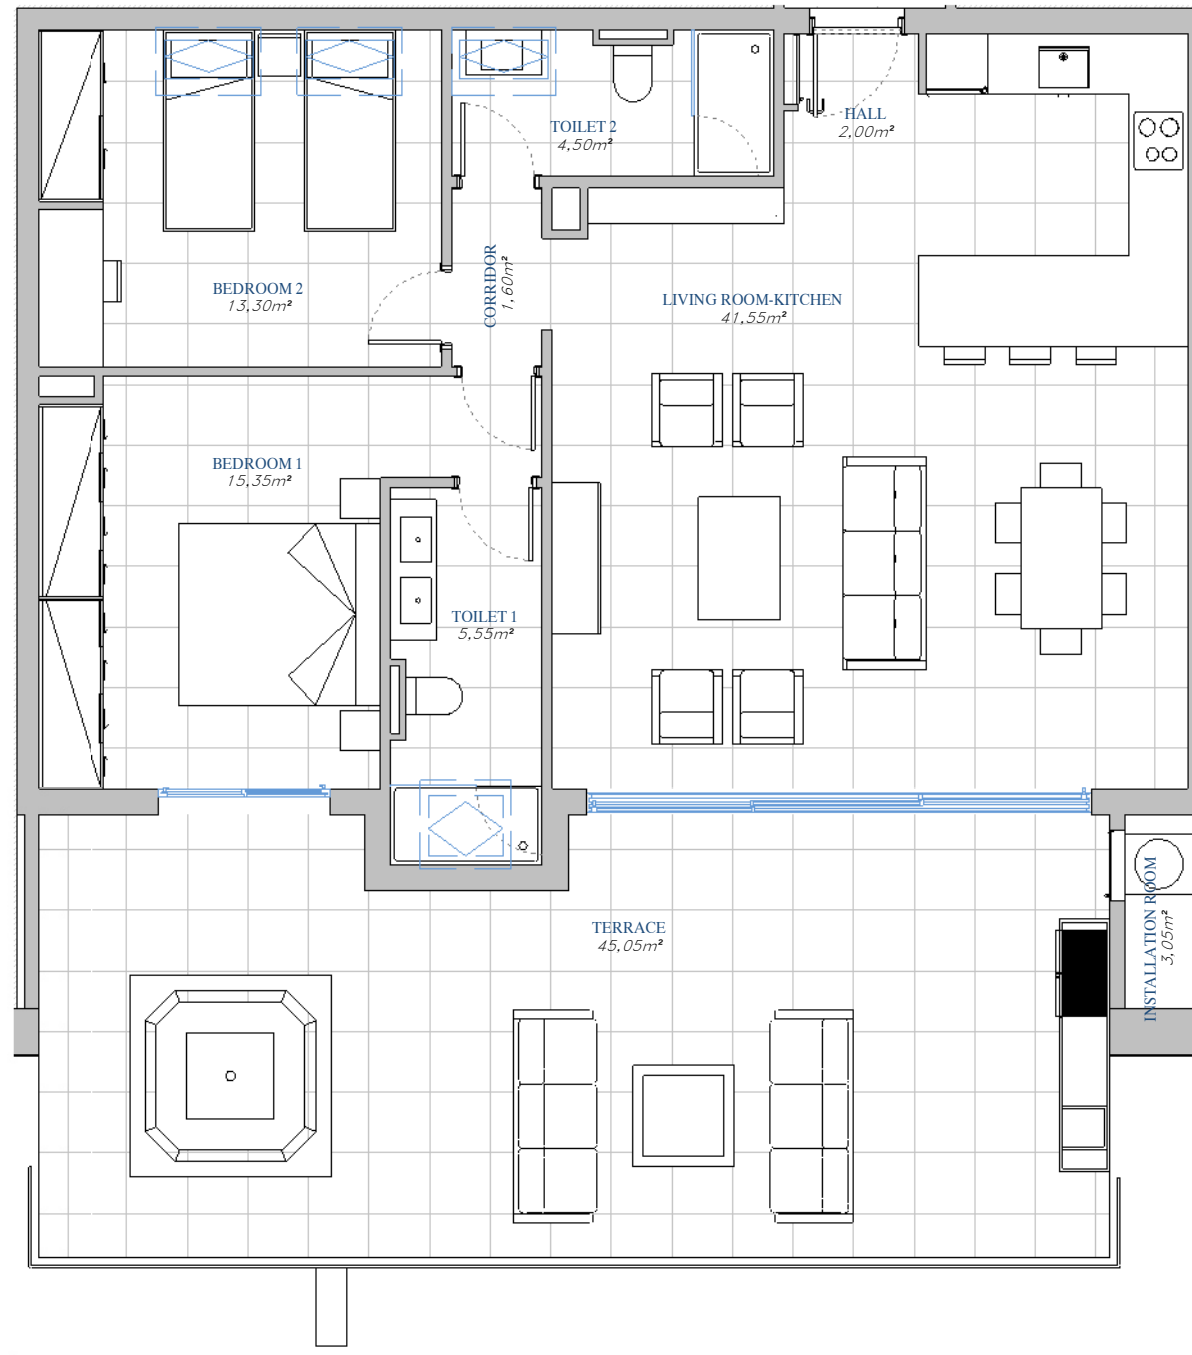 TOILET 2
4,50m²
HALL
2,00m²
BEDROOM 2
13,30m²
CORRIDOR
1,60m²
LIVING ROOM-KITCHEN
41,55m²
BEDROOM 1
15,35m²
TOILET 1
5,55m²
TERRACE
45,05m²
INSTALLATION ROOM
3,05m²